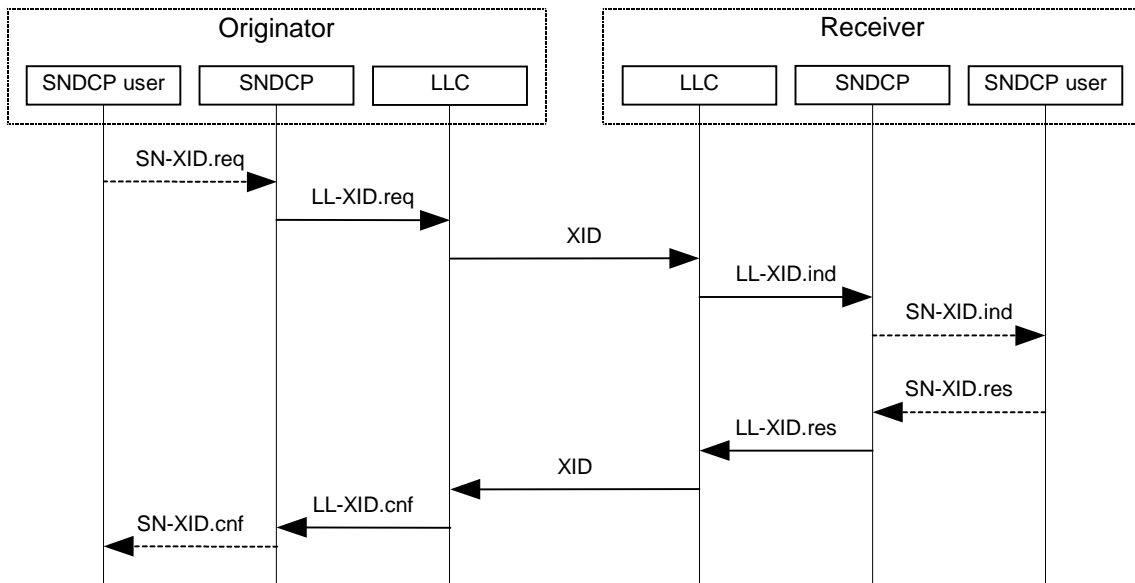 Originator
Receiver
SNDCP user
SNDCP
LLC
LLC
SNDCP
SNDCP user
SN-XID.req
LL-XID.req
XID
LL-XID.ind
SN-XID.ind
SN-XID.res
LL-XID.res
XID
LL-XID.cnf
SN-XID.cnf